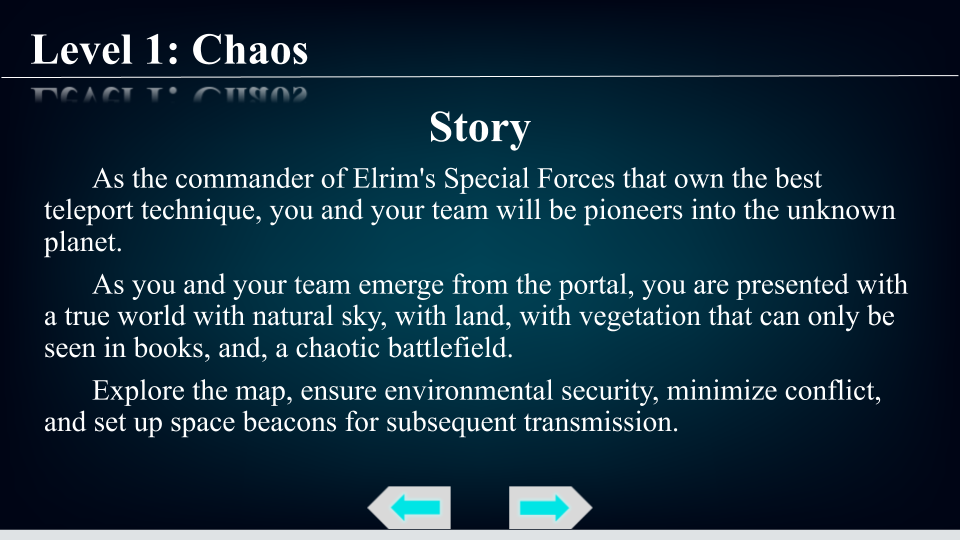 Level 1: Chaos
Story
As the commander of Elrim's Special Forces that own the best
teleport technique, you and your team will be pioneers into the unknown
planet.
As you and your team emerge from the portal, you are presented with
a true world with natural sky, with land, with vegetation that can only be
seen in books, and, a chaotic battlefield.
Explore the map, ensure environmental security, minimize conflict,
and set up space beacons for subsequent transmission.